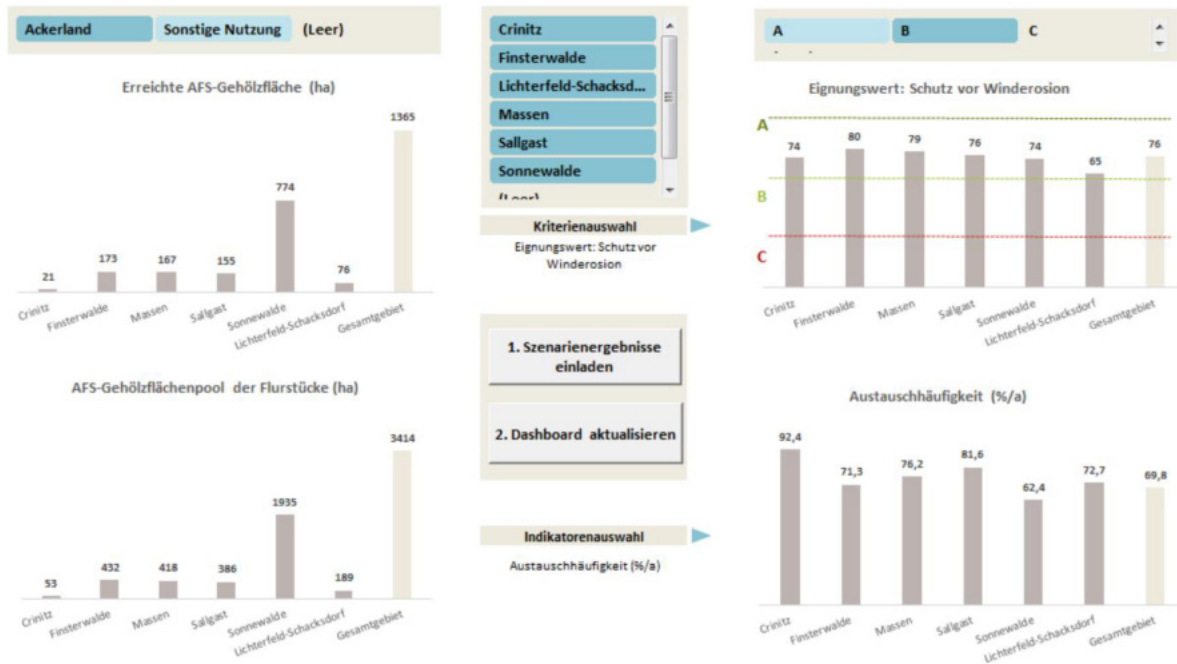 Ackerland Sonstige Nutzung (Leer)
Erreichte AFS-Gehölzfläche (ha)
21 173 167 155 774 76 1365
Crinitz Finsterwalde Massen Sallgast Sonnewalde Lichterfeld-Schacksdorf Gesamtgebiet
AFS-Gehölzflächenpool der Flurstücke (ha)
53 432 418 386 1935 189 3414
Crinitz Finsterwalde Massen Sallgast Sonnewalde Lichterfeld-Schacksdorf Gesamtgebiet
Crinitz
Finsterwalde
Lichterfeld-Schacksd...
Massen
Sallgast
Sonnewalde
(Leer)
Kriterienauswahl
Eignungswert: Schutz vor
Winderosion
1. Szenarienergebnisse
einladen
2. Dashboard aktualisieren
Indikatorenauswahl
Austauschhäufigkeit (%/a)
A B C
Eignungswert: Schutz vor Winderosion
A
B
C
74 80 79 76 74 65 76
Crinitz Finsterwalde Massen Sallgast Sonnewalde Lichterfeld-Schacksdorf Gesamtgebiet
Austauschhäufigkeit (%/a)
92,4 71,3 76,2 81,6 62,4 72,7 69,8
Crinitz Finsterwalde Massen Sallgast Sonnewalde Lichterfeld-Schacksdorf Gesamtgebiet